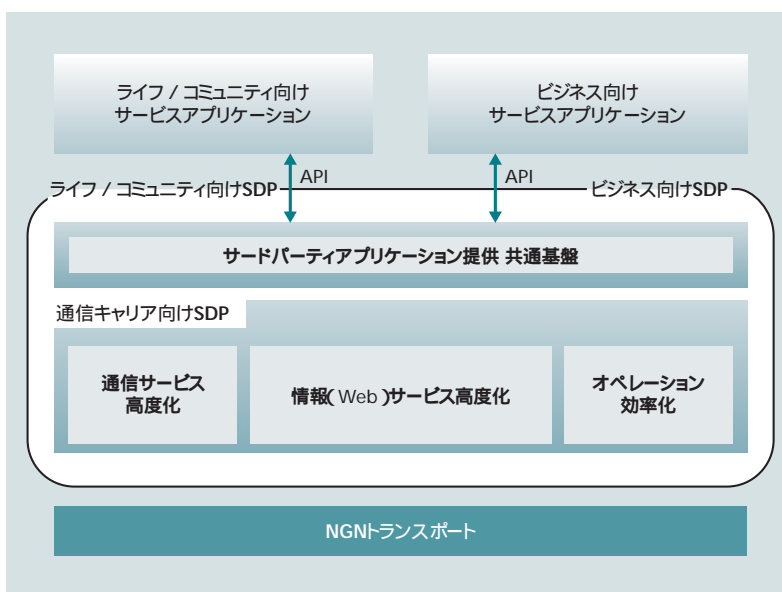 ライフ / コミュニティ向け
サービスアプリケーション
ビジネス向け
サービスアプリケーション
API
API
ライフ / コミュニティ向けSDP
ビジネス向けSDP
サードパーティアプリケーション提供 共通基盤
通信キャリア向けSDP
通信サービス
高度化
情報(Web)サービス高度化
オペレーション
効率化
NGNトランスポート